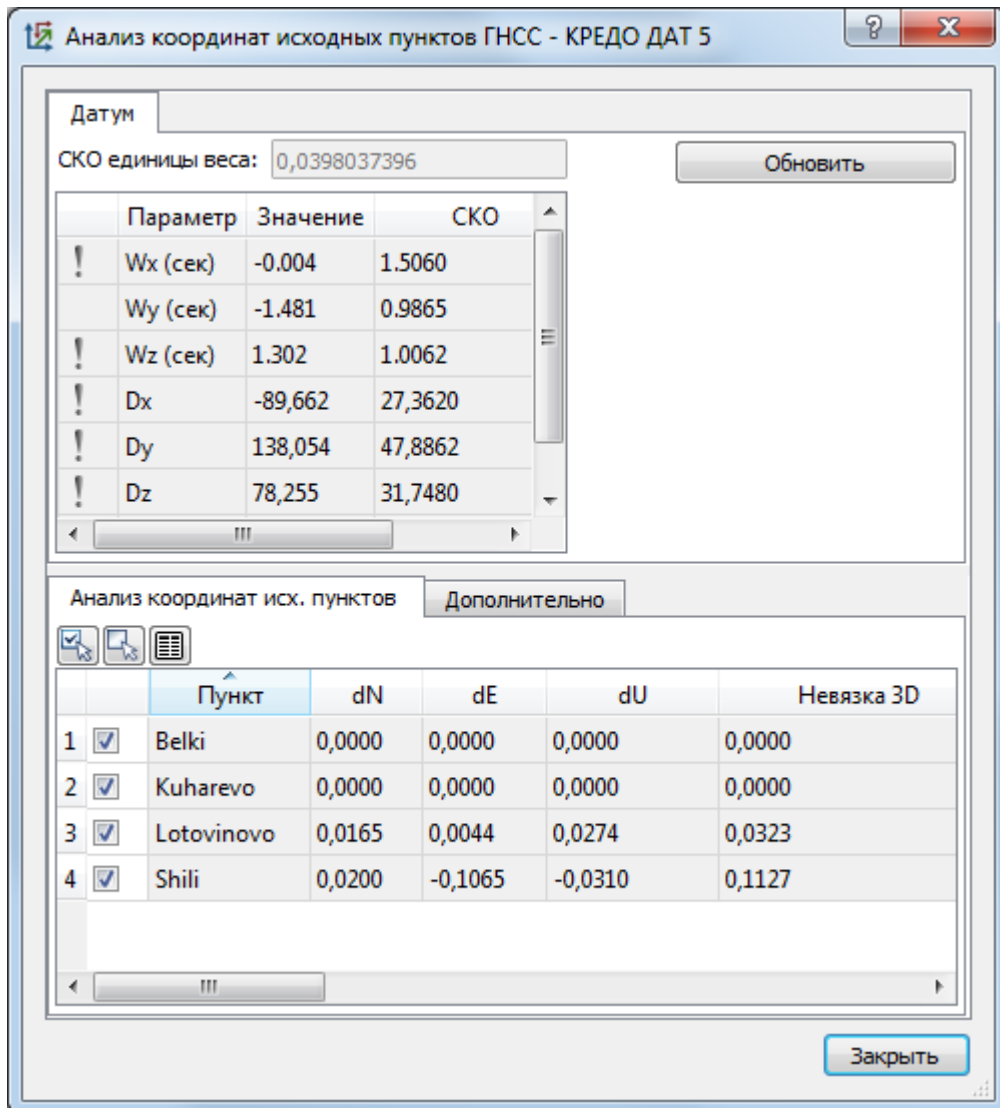 Анализ координат исходных пунктов ГНСС - КРЕДО ДАТ 5
Датум
СКО единицы веса: 0,0398037396 Обновить
Параметр Значение СКО
! Wx (сек) -0.004 1.5060
Wy (сек) -1.481 0.9865
! Wz (сек) 1.302 1.0062
! Dx -89,662 27,3620
! Dy 138,054 47,8862
! Dz 78,255 31,7480
Анализ координат исх. пунктов Дополнительно
Пункт dN dE dU Невязка 3D
1 Belki 0,0000 0,0000 0,0000 0,0000
2 Kuharevo 0,0000 0,0000 0,0000 0,0000
3 Lotovinovo 0,0165 0,0044 0,0274 0,0323
4 Shili 0,0200 -0,1065 -0,0310 0,1127
Закрыть